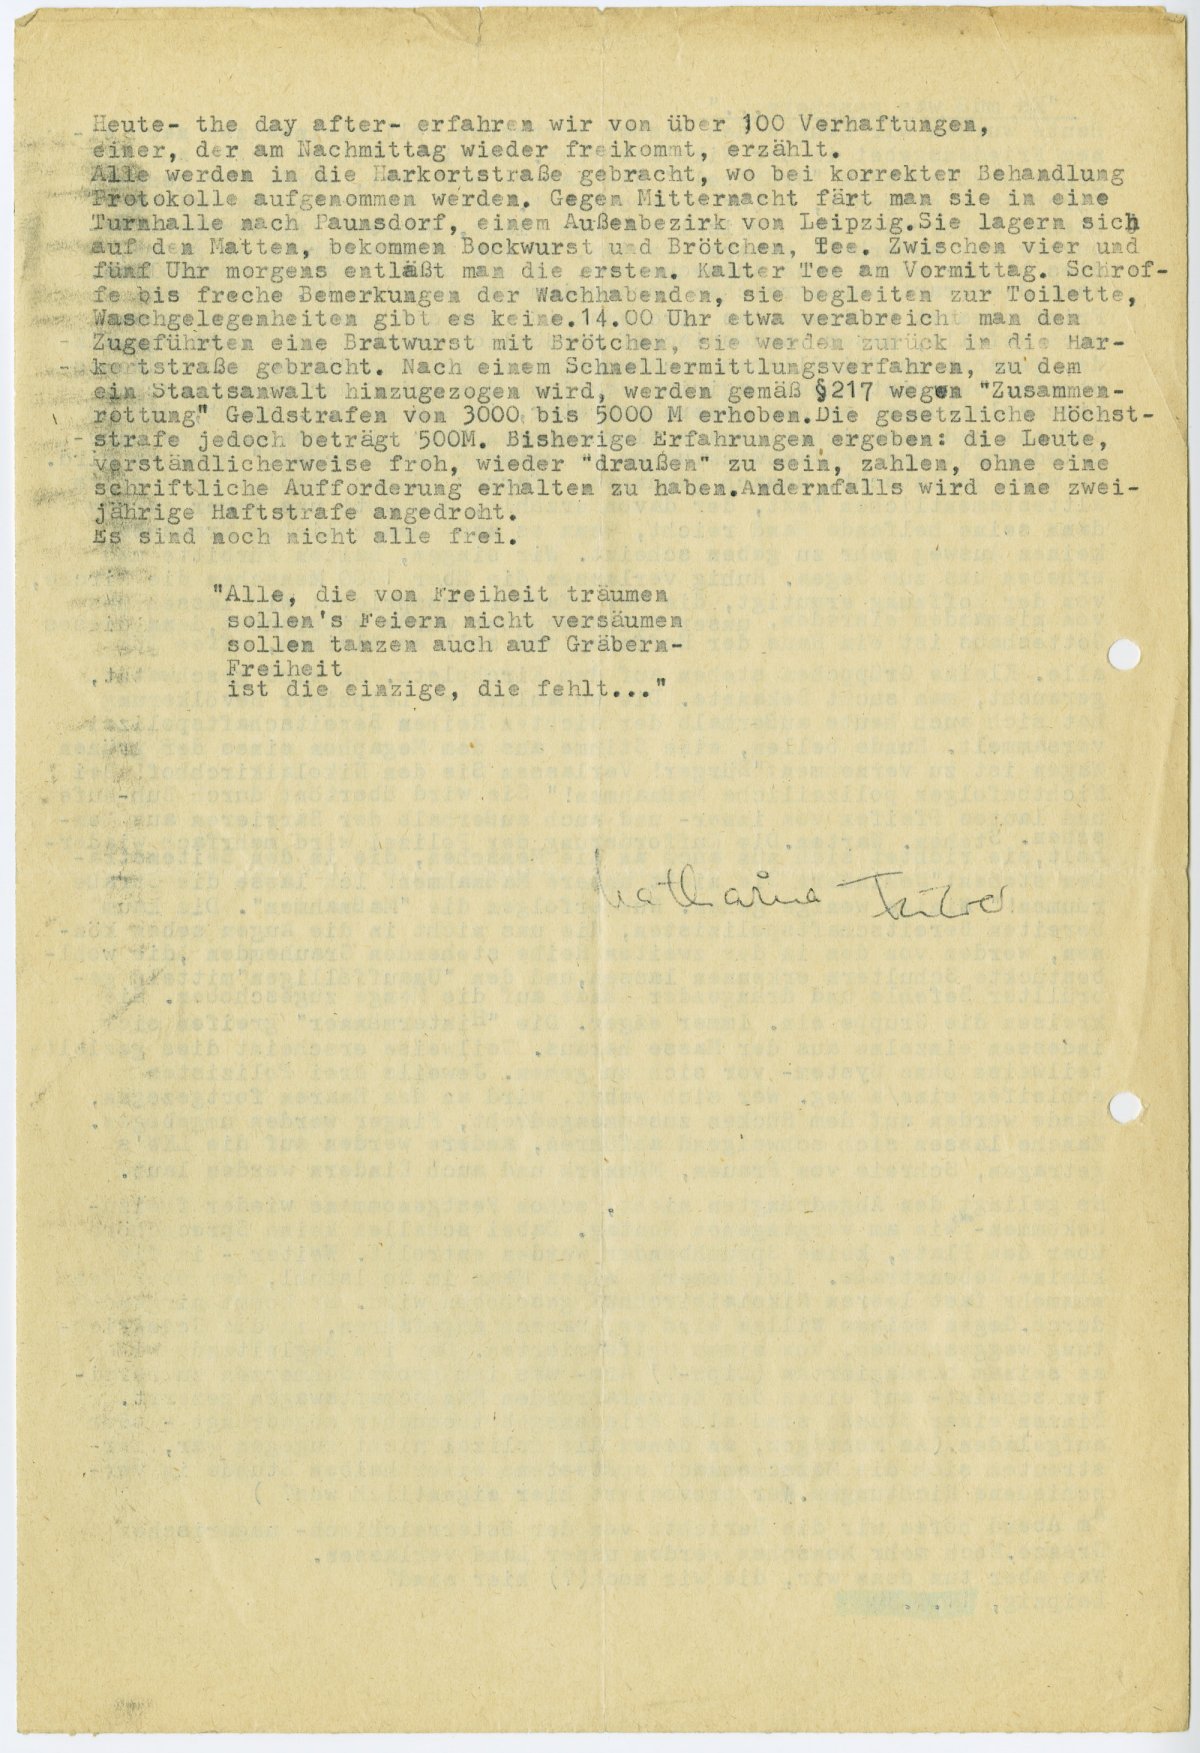 Heute- the day after- erfahren wir von über 100 Verhaftungen,
einer, der am Nachmittag wieder freikommt, erzählt.
Alle werden in die Harkortstraße gebracht, wo bei korrekter Behandlung
Protokolle aufgenommen werden. Gegen Mitternacht färt man sie in eine
Turnhalle nach Paunsdorf, einem Außenbezirk von Leipzig.Sie lagern sich
auf den Matten, bekommen Bockwurst und Brötchen, Tee. Zwischen vier und
fünf Uhr morgens entläßt man die ersten. Kalter Tee am Vormittag. Schrof-
fe bis freche Bemerkungen der Wachhabenden, sie begleiten zur Toilette,
Waschgelegenheiten gibt es keine.14.00 Uhr etwa verabreicht man den
Zugeführten eine Bratwurst mit Brötchen, sie werden zurück in die Har-
kortstraße gebracht. Nach einem Schnellermittlungsverfahren, zu dem
ein Staatsanwalt hinzugezogen wird, werden gemäß §217 wegen "Zusammen-
rottung" Geldstrafen von 3000 bis 5000 M erhoben.Die gesetzliche Höchst-
strafe jedoch beträgt 500M. Bisherige Erfahrungen ergeben: die Leute,
verständlicherweise froh, wieder "draußen" zu sein, zahlen, ohne eine
schriftliche Aufforderung erhalten zu haben.Andernfalls wird eine zwei-
jährige Haftstrafe angedroht.
Es sind noch nicht alle frei.
"Alle, die von Freiheit träumen
sollen's Feiern nicht versäumen
sollen tanzen auch auf Gräbern-
Freiheit
ist die einzige, die fehlt..."
Katharina